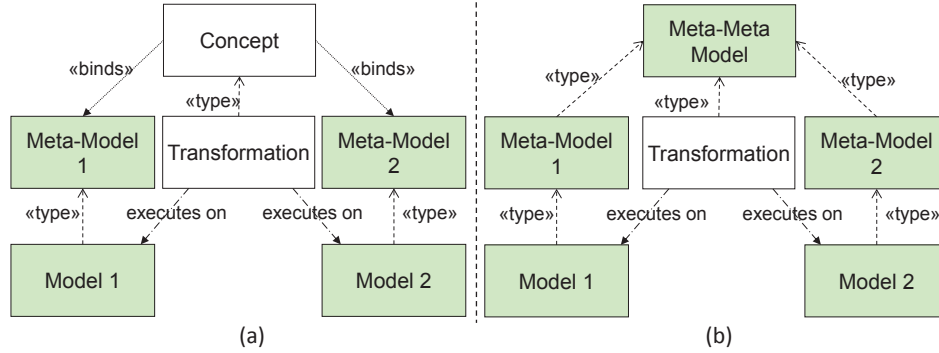 Concept
«binds»
«binds»
«type»
Meta-Model
1
Transformation
Meta-Model
2
«type»
executes on
executes on
«type»
Model 1
Model 2
(a)
Meta-Meta
Model
«type»
«type»
«type»
Meta-Model
1
Transformation
Meta-Model
2
«type»
executes on
executes on
«type»
Model 1
Model 2
(b)